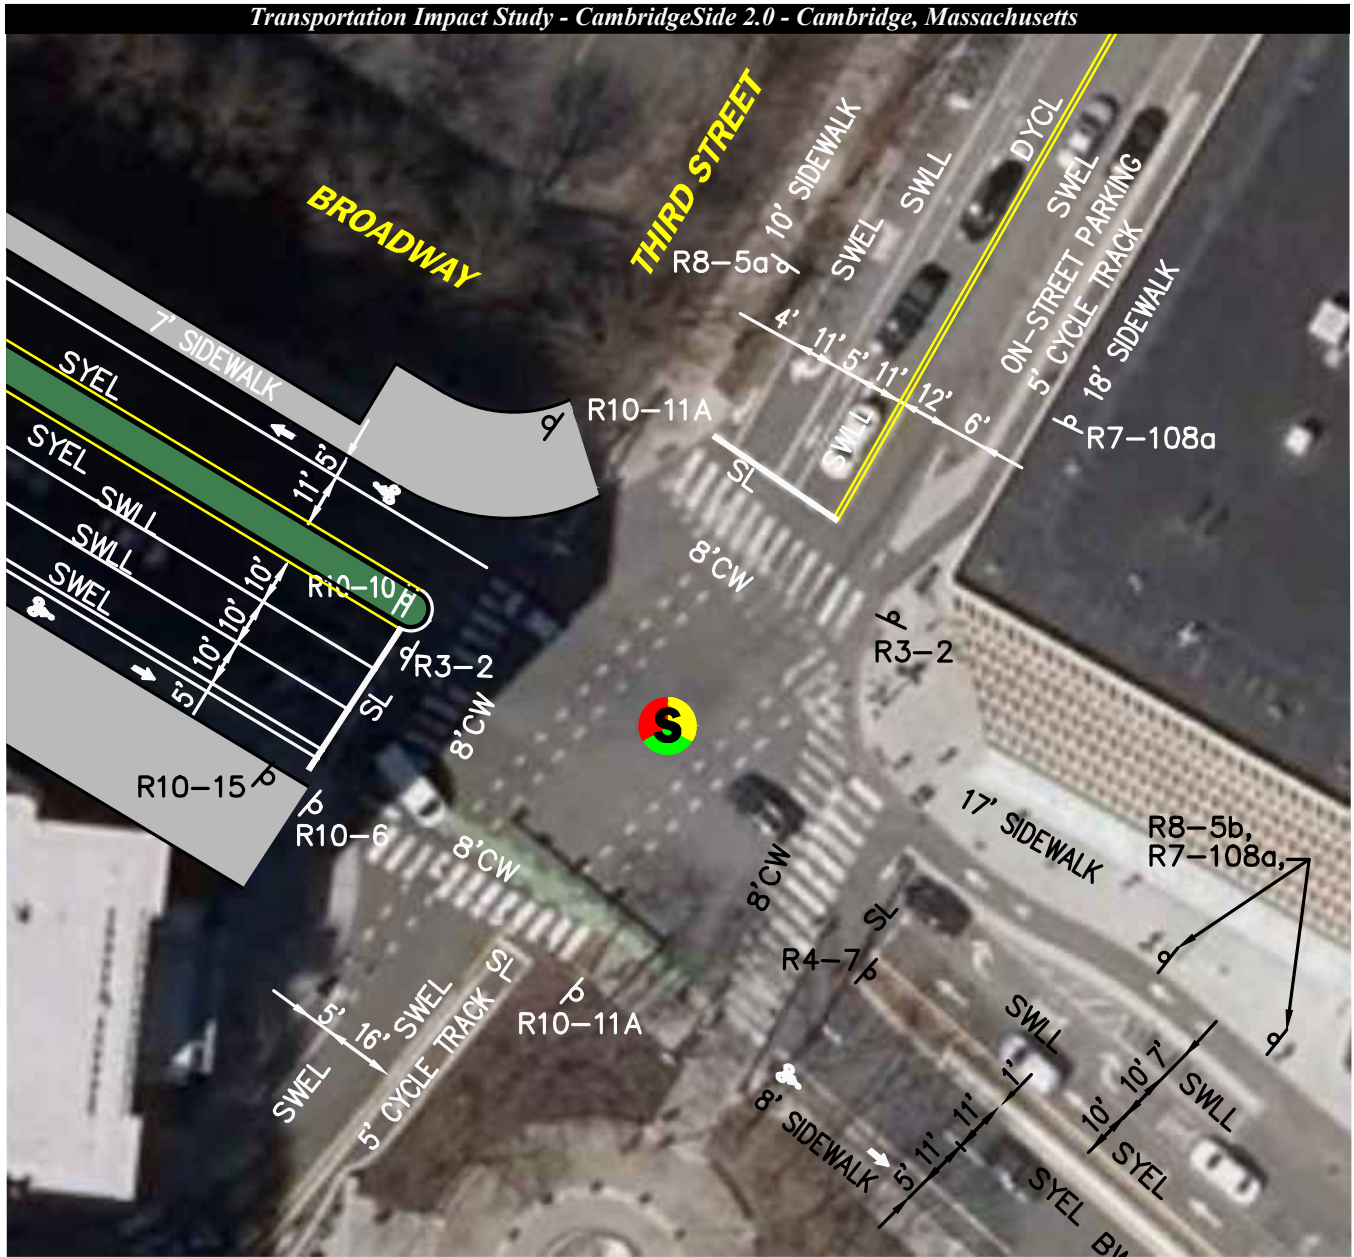 Transportation Impact Study - CambridgeSide 2.0 - Cambridge, Massachusetts
BROADWAY
THIRD STREET
10' SIDEWALK
R8-5a
SWEL
SWLL
DYCL
SWEL
ON-STREET PARKING
5' CYCLE TRACK
18' SIDEWALK
4'
11'
5'
11'
12'
6'
R7-108a
SWLL
SL
8'CW
7' SIDEWALK
R10-11A
SYEL
5'
11'
SYEL
SWLL
SWLL
SWEL
10'
10'
10'
5'
R10-10
R3-2
SL
8'CW
R3-2
S
R10-15
R10-6
8'CW
8'CW
17' SIDEWALK
R8-5b,
R7-108a,
SL
R4-7
SL
SWEL
5' CYCLE TRACK
5'
16'
SWEL
R10-11A
8' SIDEWALK
5'
11'
11'
1'
SWLL
10'
10'
7'
SWLL
SYEL
SYEL
BW